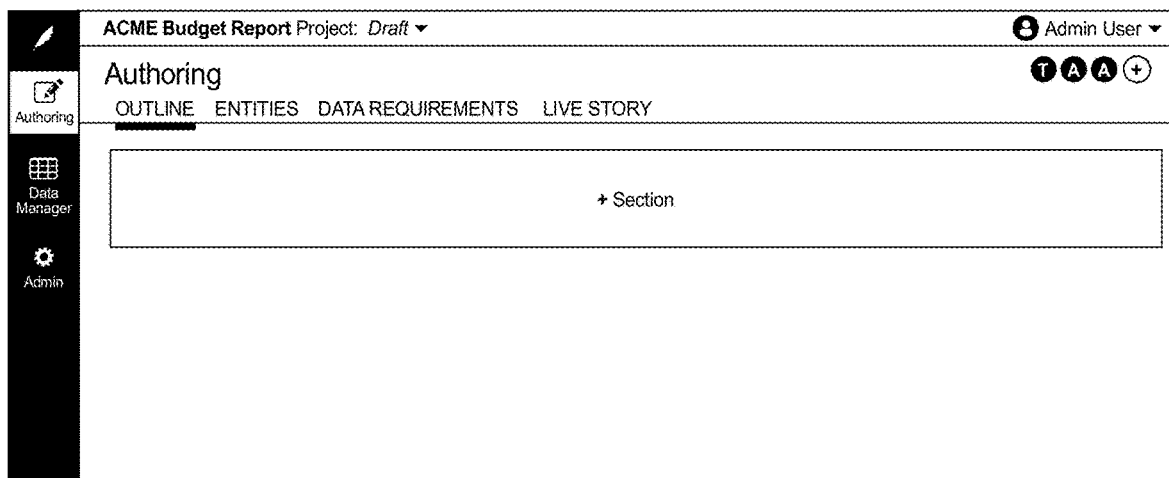 ACME Budget Report Project: Draft
Admin User
Authoring
T A A +
OUTLINE ENTITIES DATA REQUIREMENTS LIVE STORY
+ Section
Authoring
Data
Manager
Admin